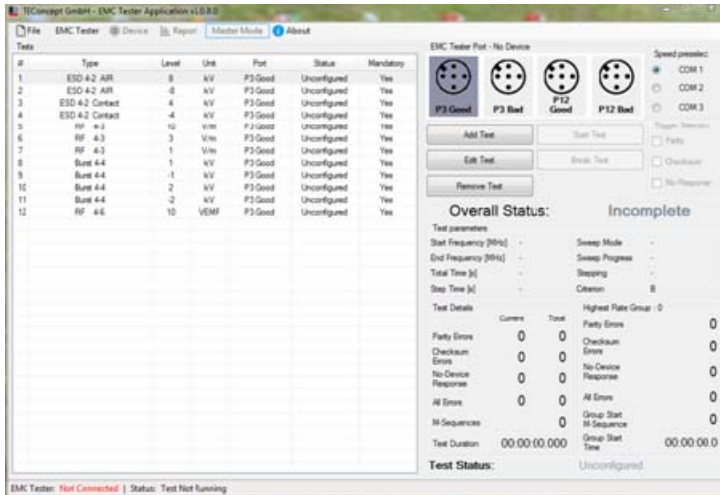 TEConcept GmbH - EMC Tester Application v1.0.8.0
File EMC Tester Device Report Master Mode About
Tests
# Type Level Unit Port Status Mandatory
1 ESD 4-2 AIR 8 kV P3 Good Unconfigured Yes
2 ESD 4-2 AIR -8 kV P3 Good Unconfigured Yes
3 ESD 4-2 Contact 4 kV P3 Good Unconfigured Yes
4 ESD 4-2 Contact -4 kV P3 Good Unconfigured Yes
5 RF 4-3 10 V/m P3 Good Unconfigured Yes
6 RF 4-3 3 V/m P3 Good Unconfigured Yes
7 RF 4-3 1 V/m P3 Good Unconfigured Yes
8 Burst 4-4 1 kV P3 Good Unconfigured Yes
9 Burst 4-4 -1 kV P3 Good Unconfigured Yes
10 Burst 4-4 2 kV P3 Good Unconfigured Yes
11 Burst 4-4 -2 kV P3 Good Unconfigured Yes
12 RF 4-6 10 VEMF P3 Good Unconfigured Yes
EMC Tester Port - No Device
P3 Good P3 Bad P12 Good P12 Bad
Speed preselec
COM 1
COM 2
COM 3
Trigger Selection
Parity
Checksum
No-Response
Add Test Start Test
Edit Test Break Test
Remove Test
Overall Status: Incomplete
Test parameters
Start Frequency [MHz] - Sweep Mode -
End Frequency [MHz] - Sweep Progress -
Total Time [s] - Stepping -
Step Time [s] - Criterion B
Test Details
Current Total
Parity Errors 0 0
Checksum Errors 0 0
No-Device Response 0 0
All Errors 0 0
M-Sequences 0
Test Duration 00:00:00.000
Highest Rate Group : 0
Parity Errors 0
Checksum Errors 0
No-Device Response 0
All Errors 0
Group Start M-Sequence 0
Group Start Time 00:00:00.0
Test Status: Unconfigured
EMC Tester: Not Connected | Status: Test Not Running